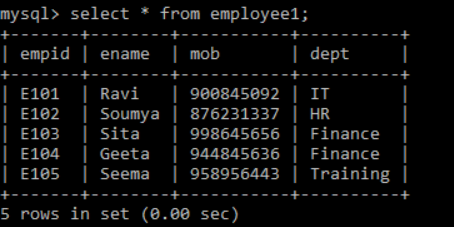 mysql> select * from employee1;
+-------+--------+-----------+----------+
| empid | ename  | mob       | dept     |
+-------+--------+-----------+----------+
| E101  | Ravi   | 900845092 | IT       |
| E102  | Soumya | 876231337 | HR       |
| E103  | Sita   | 998645656 | Finance  |
| E104  | Geeta  | 944845636 | Finance  |
| E105  | Seema  | 958956443 | Training |
+-------+--------+-----------+----------+
5 rows in set (0.00 sec)